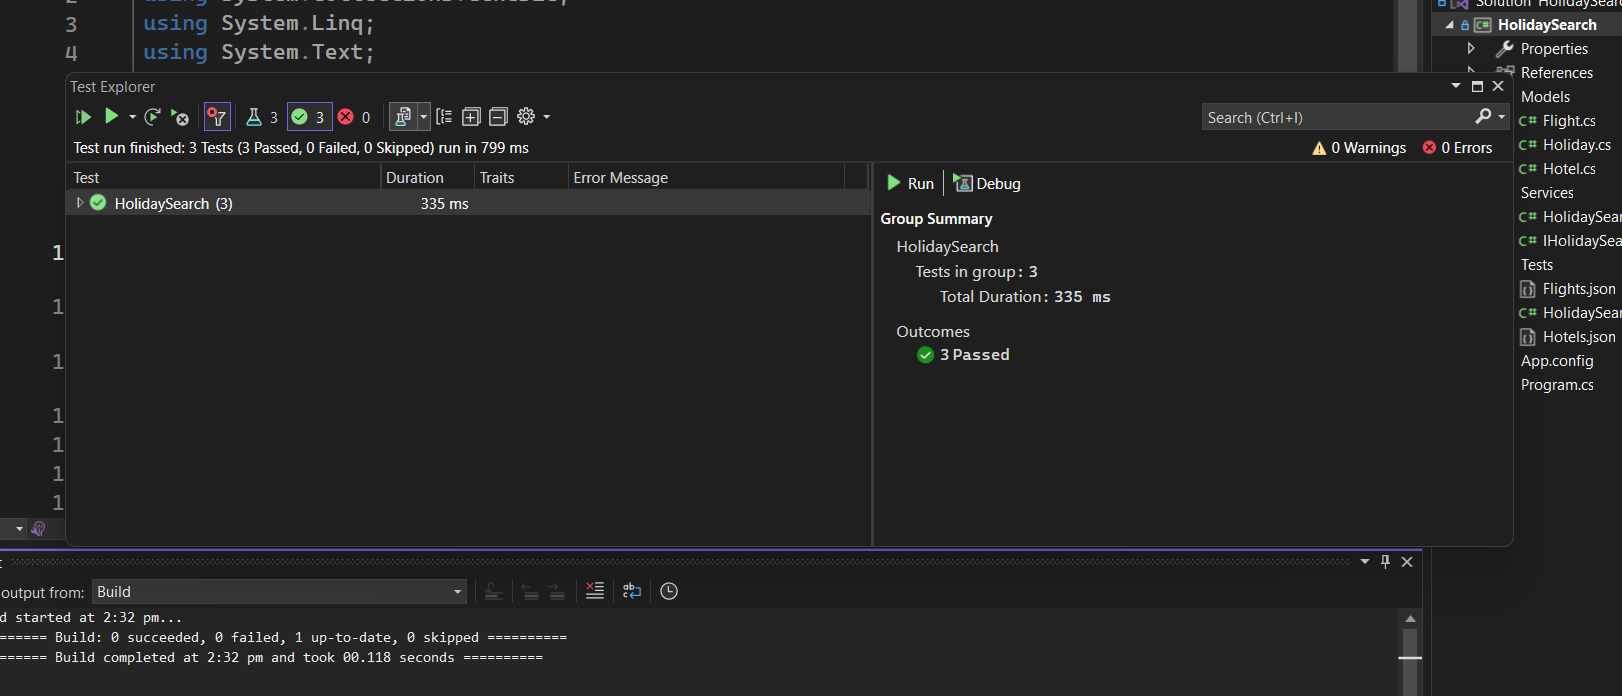 3 using System.Linq;
4 using System.Text;
Test Explorer
3 3 0
Search (Ctrl+I)
Test run finished: 3 Tests (3 Passed, 0 Failed, 0 Skipped) run in 799 ms
0 Warnings 0 Errors
Test Duration Traits Error Message
HolidaySearch (3) 335 ms
Run Debug
Group Summary
HolidaySearch
Tests in group: 3
Total Duration: 335 ms
Outcomes
3 Passed
1
1
1
1
1
1
1
output from: Build
d started at 2:32 pm...
====== Build: 0 succeeded, 0 failed, 1 up-to-date, 0 skipped ==========
====== Build completed at 2:32 pm and took 00.118 seconds ==========
Solution 'HolidaySear
C# HolidaySearch
Properties
References
Models
C# Flight.cs
C# Holiday.cs
C# Hotel.cs
Services
C# HolidaySear
C# IHolidaySea
Tests
Flights.json
C# HolidaySear
Hotels.json
App.config
Program.cs